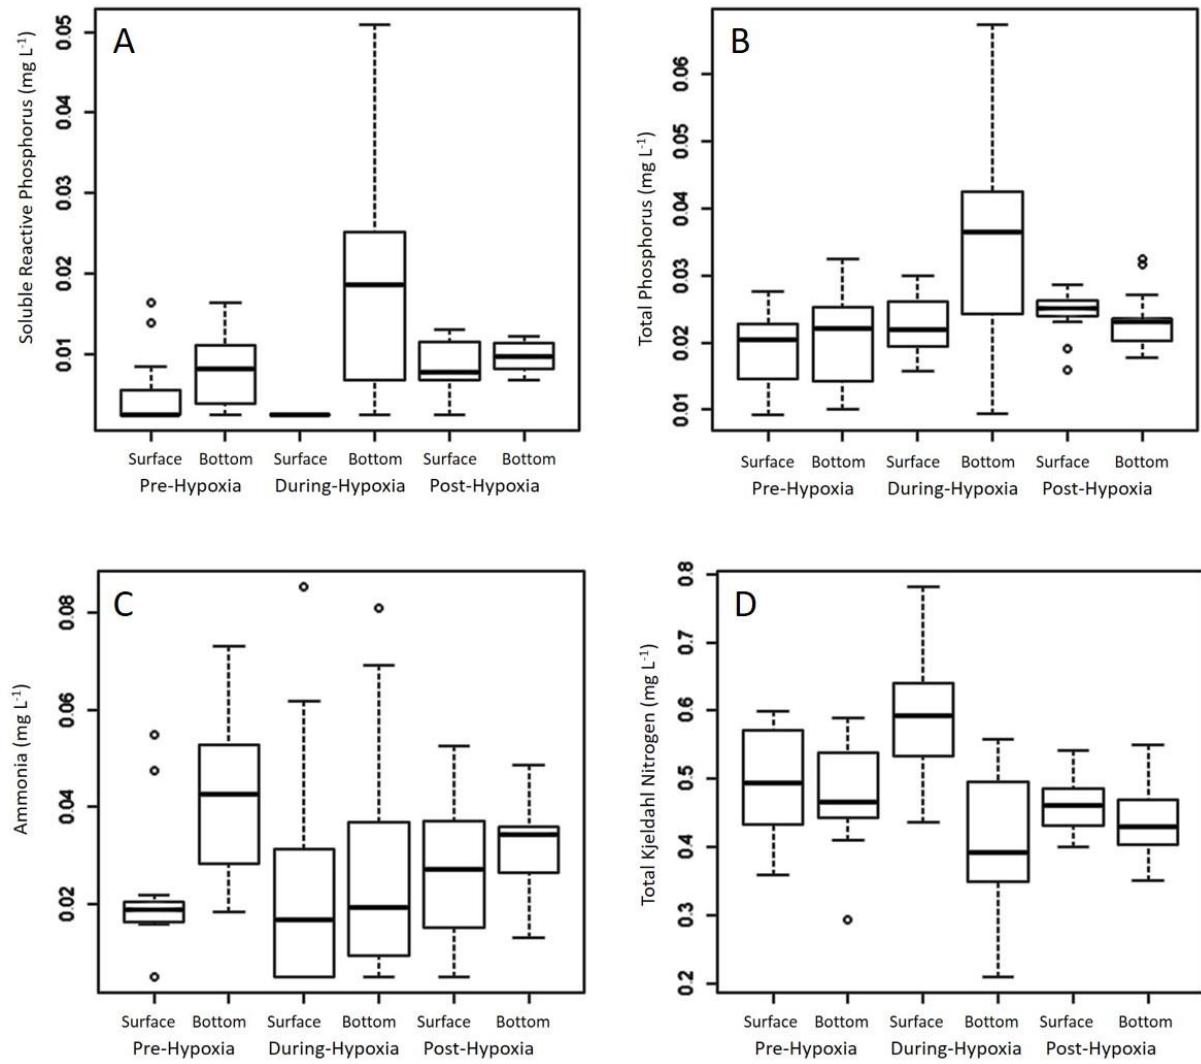 A
Soluble Reactive Phosphorus (mg L-1)
0.05
0.04
0.03
0.02
0.01
Surface Bottom Surface Bottom Surface Bottom
Pre-Hypoxia During-Hypoxia Post-Hypoxia
B
Total Phosphorus (mg L-1)
0.06
0.05
0.04
0.03
0.02
0.01
Surface Bottom Surface Bottom Surface Bottom
Pre-Hypoxia During-Hypoxia Post-Hypoxia
C
Ammonia (mg L-1)
0.08
0.06
0.04
0.02
Surface Bottom Surface Bottom Surface Bottom
Pre-Hypoxia During-Hypoxia Post-Hypoxia
D
Total Kjeldahl Nitrogen (mg L-1)
0.8
0.7
0.6
0.5
0.4
0.3
0.2
Surface Bottom Surface Bottom Surface Bottom
Pre-Hypoxia During-Hypoxia Post-Hypoxia